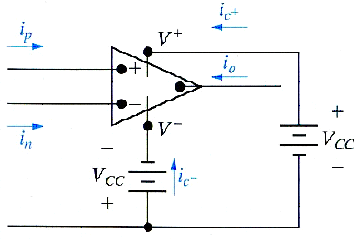 i_p
V^+
i_{c^+}
+
i_o
−
i_n
V^−
−
V_{CC}
+
i_{c^−}
+
V_{CC}
−